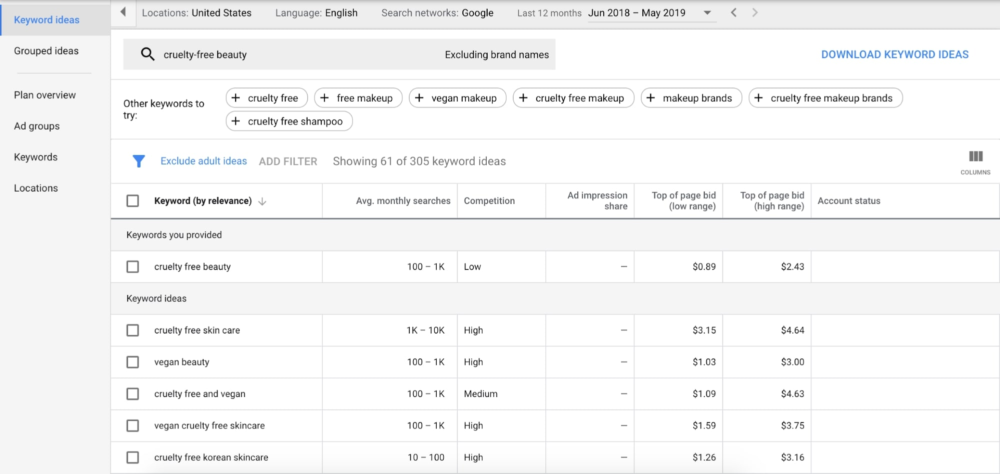 Keyword ideas
Grouped ideas
Plan overview
Ad groups
Keywords
Locations
Locations: United States Language: English Search networks: Google Last 12 months Jun 2018 – May 2019
cruelty-free beauty Excluding brand names
DOWNLOAD KEYWORD IDEAS
Other keywords to
try:
+ cruelty free + free makeup + vegan makeup + cruelty free makeup + makeup brands + cruelty free makeup brands
+ cruelty free shampoo
Exclude adult ideas ADD FILTER Showing 61 of 305 keyword ideas
COLUMNS
Keyword (by relevance) Avg. monthly searches Competition Ad impression share Top of page bid (low range) Top of page bid (high range) Account status
Keywords you provided
cruelty free beauty 100 – 1K Low – $0.89 $2.43
Keyword ideas
cruelty free skin care 1K – 10K High – $3.15 $4.64
vegan beauty 100 – 1K High – $1.03 $3.00
cruelty free and vegan 100 – 1K Medium – $1.09 $4.63
vegan cruelty free skincare 100 – 1K High – $1.59 $3.75
cruelty free korean skincare 10 – 100 High – $1.26 $3.16